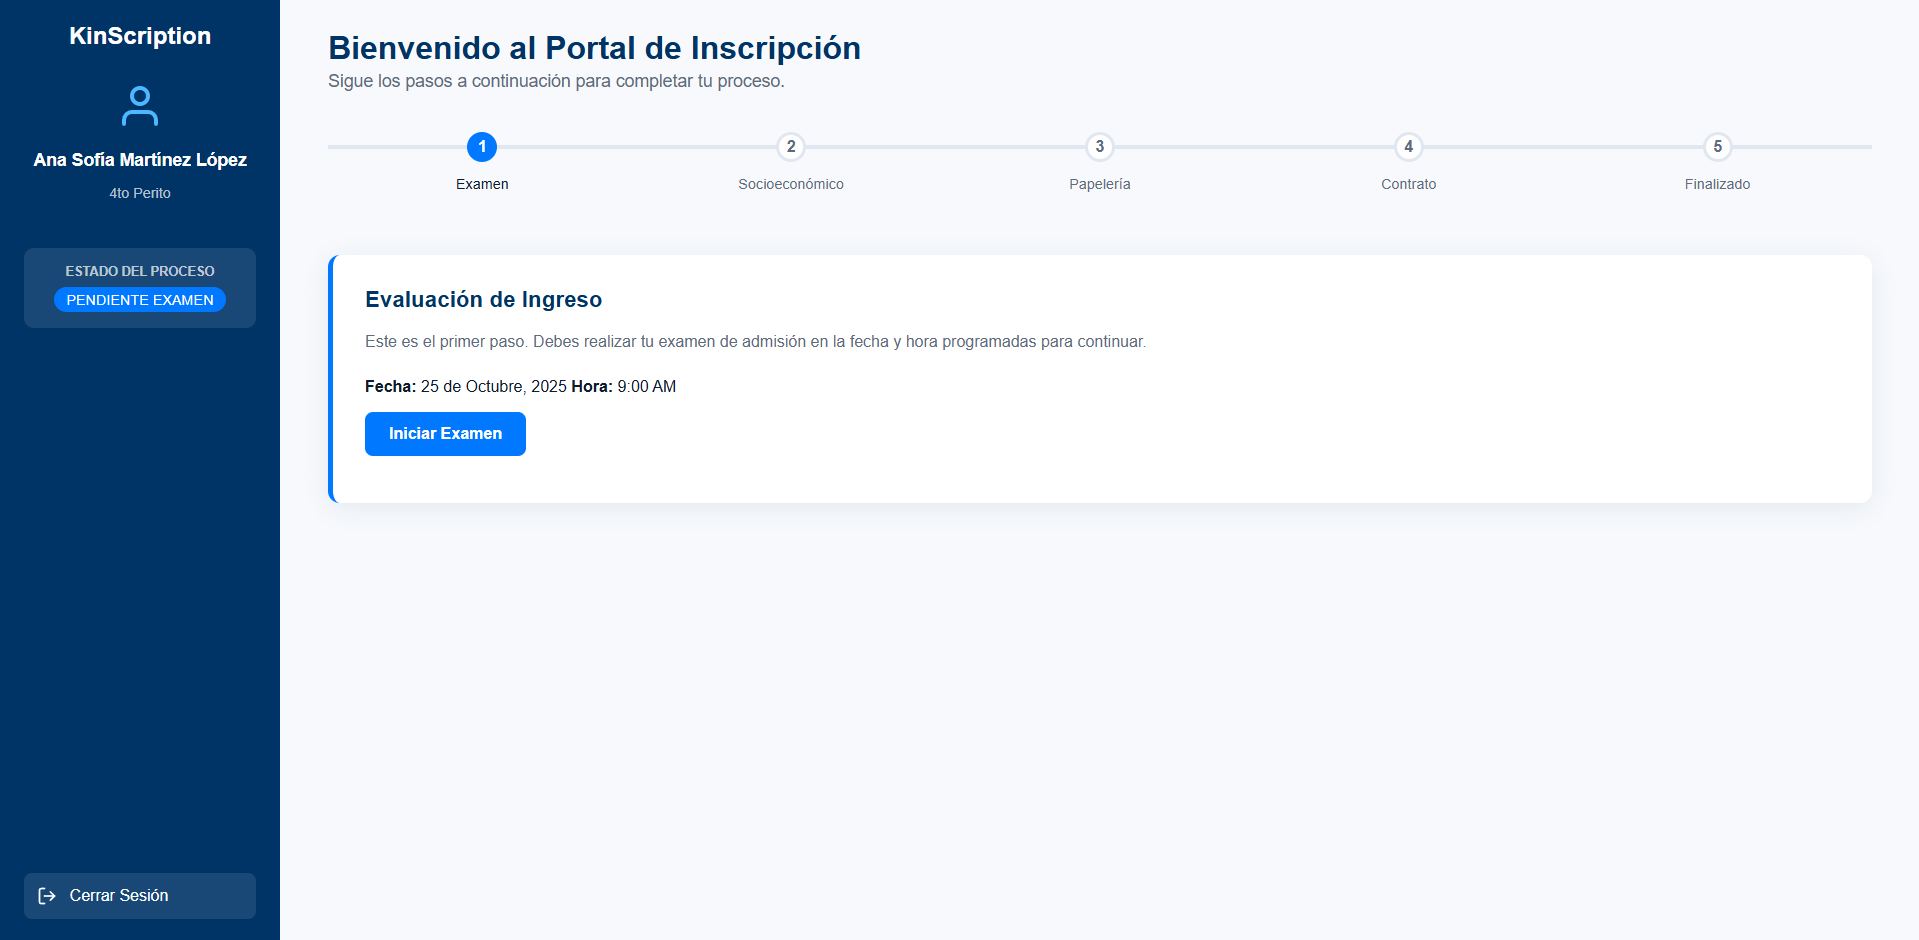 KinScription
Ana Sofía Martínez López
4to Perito
ESTADO DEL PROCESO
PENDIENTE EXAMEN
Cerrar Sesión
Bienvenido al Portal de Inscripción
Sigue los pasos a continuación para completar tu proceso.
1
Examen
2
Socioeconómico
3
Papelería
4
Contrato
5
Finalizado
Evaluación de Ingreso
Este es el primer paso. Debes realizar tu examen de admisión en la fecha y hora programadas para continuar.
Fecha: 25 de Octubre, 2025 Hora: 9:00 AM
Iniciar Examen